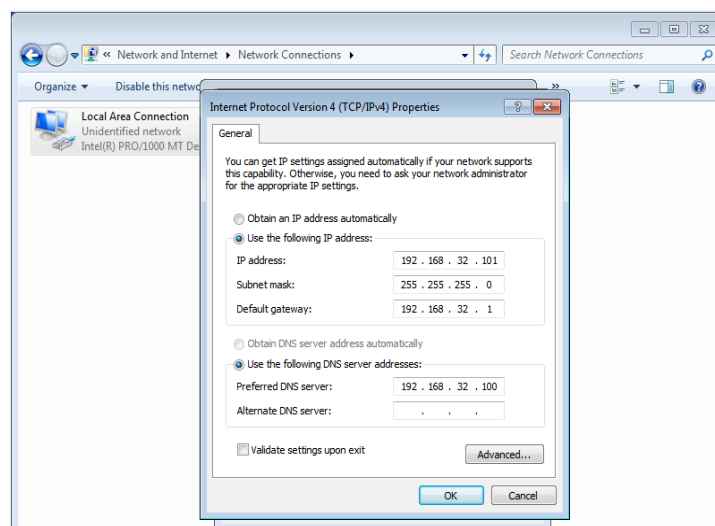 « Network and Internet Network Connections Search Network Connections
Organize Disable this netwo »
Local Area Connection
Unidentified network
Intel(R) PRO/1000 MT De
Internet Protocol Version 4 (TCP/IPv4) Properties
General
You can get IP settings assigned automatically if your network supports
this capability. Otherwise, you need to ask your network administrator
for the appropriate IP settings.
Obtain an IP address automatically
Use the following IP address:
IP address: 192 . 168 . 32 . 101
Subnet mask: 255 . 255 . 255 . 0
Default gateway: 192 . 168 . 32 . 1
Obtain DNS server address automatically
Use the following DNS server addresses:
Preferred DNS server: 192 . 168 . 32 . 100
Alternate DNS server: . . .
Validate settings upon exit
Advanced...
OK Cancel